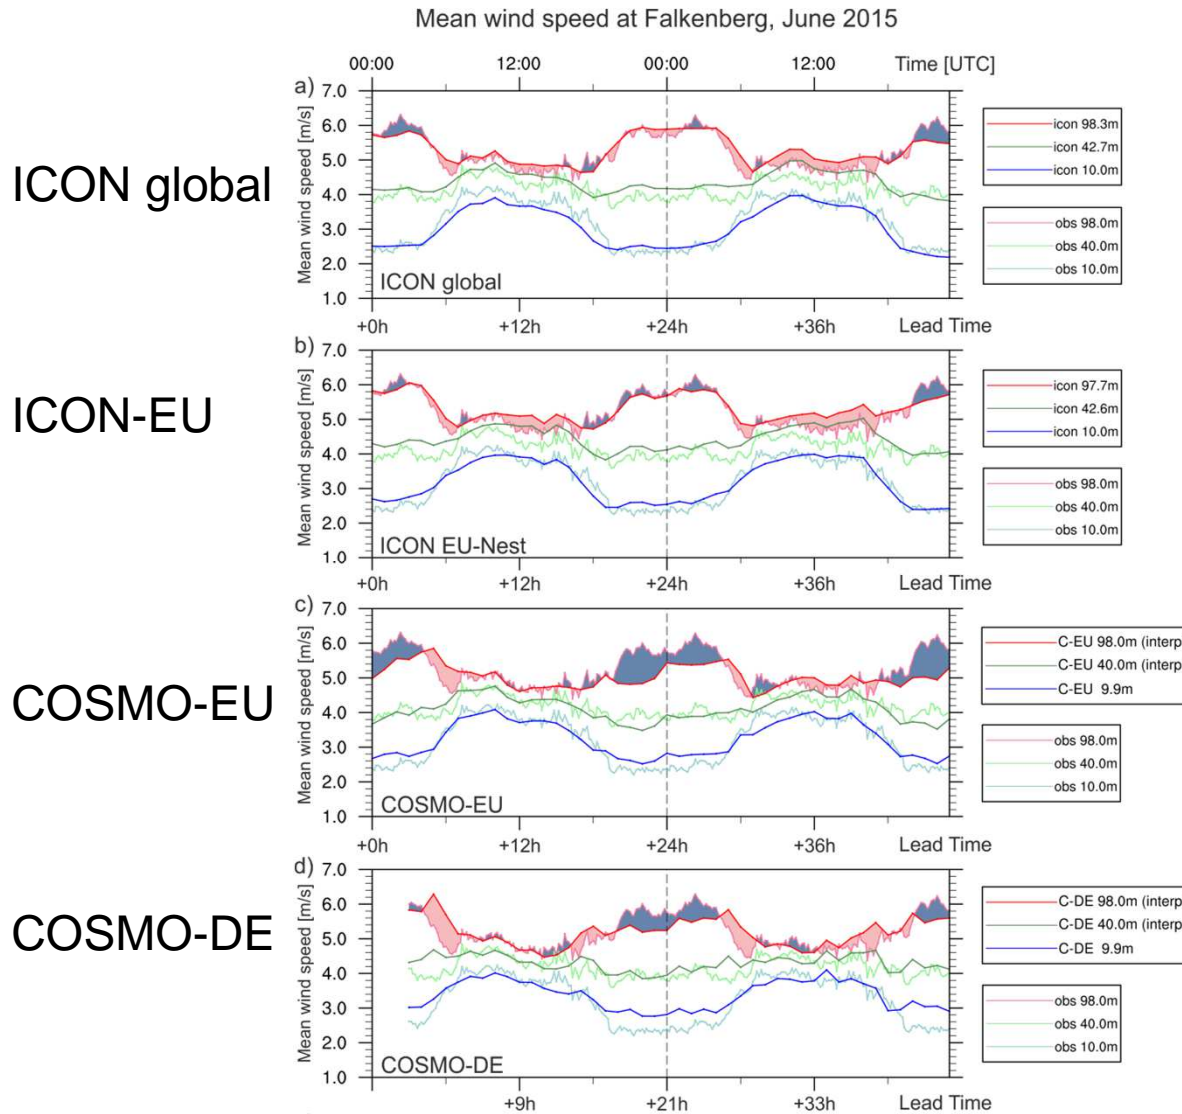 Mean wind speed at Falkenberg, June 2015
00:00 12:00 00:00 12:00 Time [UTC]
ICON global
a)
Mean wind speed [m/s]
7.0
6.0
5.0
4.0
3.0
2.0
1.0
ICON global
icon 98.3m
icon 42.7m
icon 10.0m
obs 98.0m
obs 40.0m
obs 10.0m
+0h +12h +24h +36h Lead Time
ICON-EU
b)
Mean wind speed [m/s]
7.0
6.0
5.0
4.0
3.0
2.0
1.0
ICON EU-Nest
icon 97.7m
icon 42.6m
icon 10.0m
obs 98.0m
obs 40.0m
obs 10.0m
+0h +12h +24h +36h Lead Time
COSMO-EU
c)
Mean wind speed [m/s]
7.0
6.0
5.0
4.0
3.0
2.0
1.0
COSMO-EU
C-EU 98.0m (interp
C-EU 40.0m (interp
C-EU 9.9m
obs 98.0m
obs 40.0m
obs 10.0m
+0h +12h +24h +36h Lead Time
COSMO-DE
d)
Mean wind speed [m/s]
7.0
6.0
5.0
4.0
3.0
2.0
1.0
COSMO-DE
C-DE 98.0m (interp
C-DE 40.0m (interp
C-DE 9.9m
obs 98.0m
obs 40.0m
obs 10.0m
+9h +21h +33h Lead Time